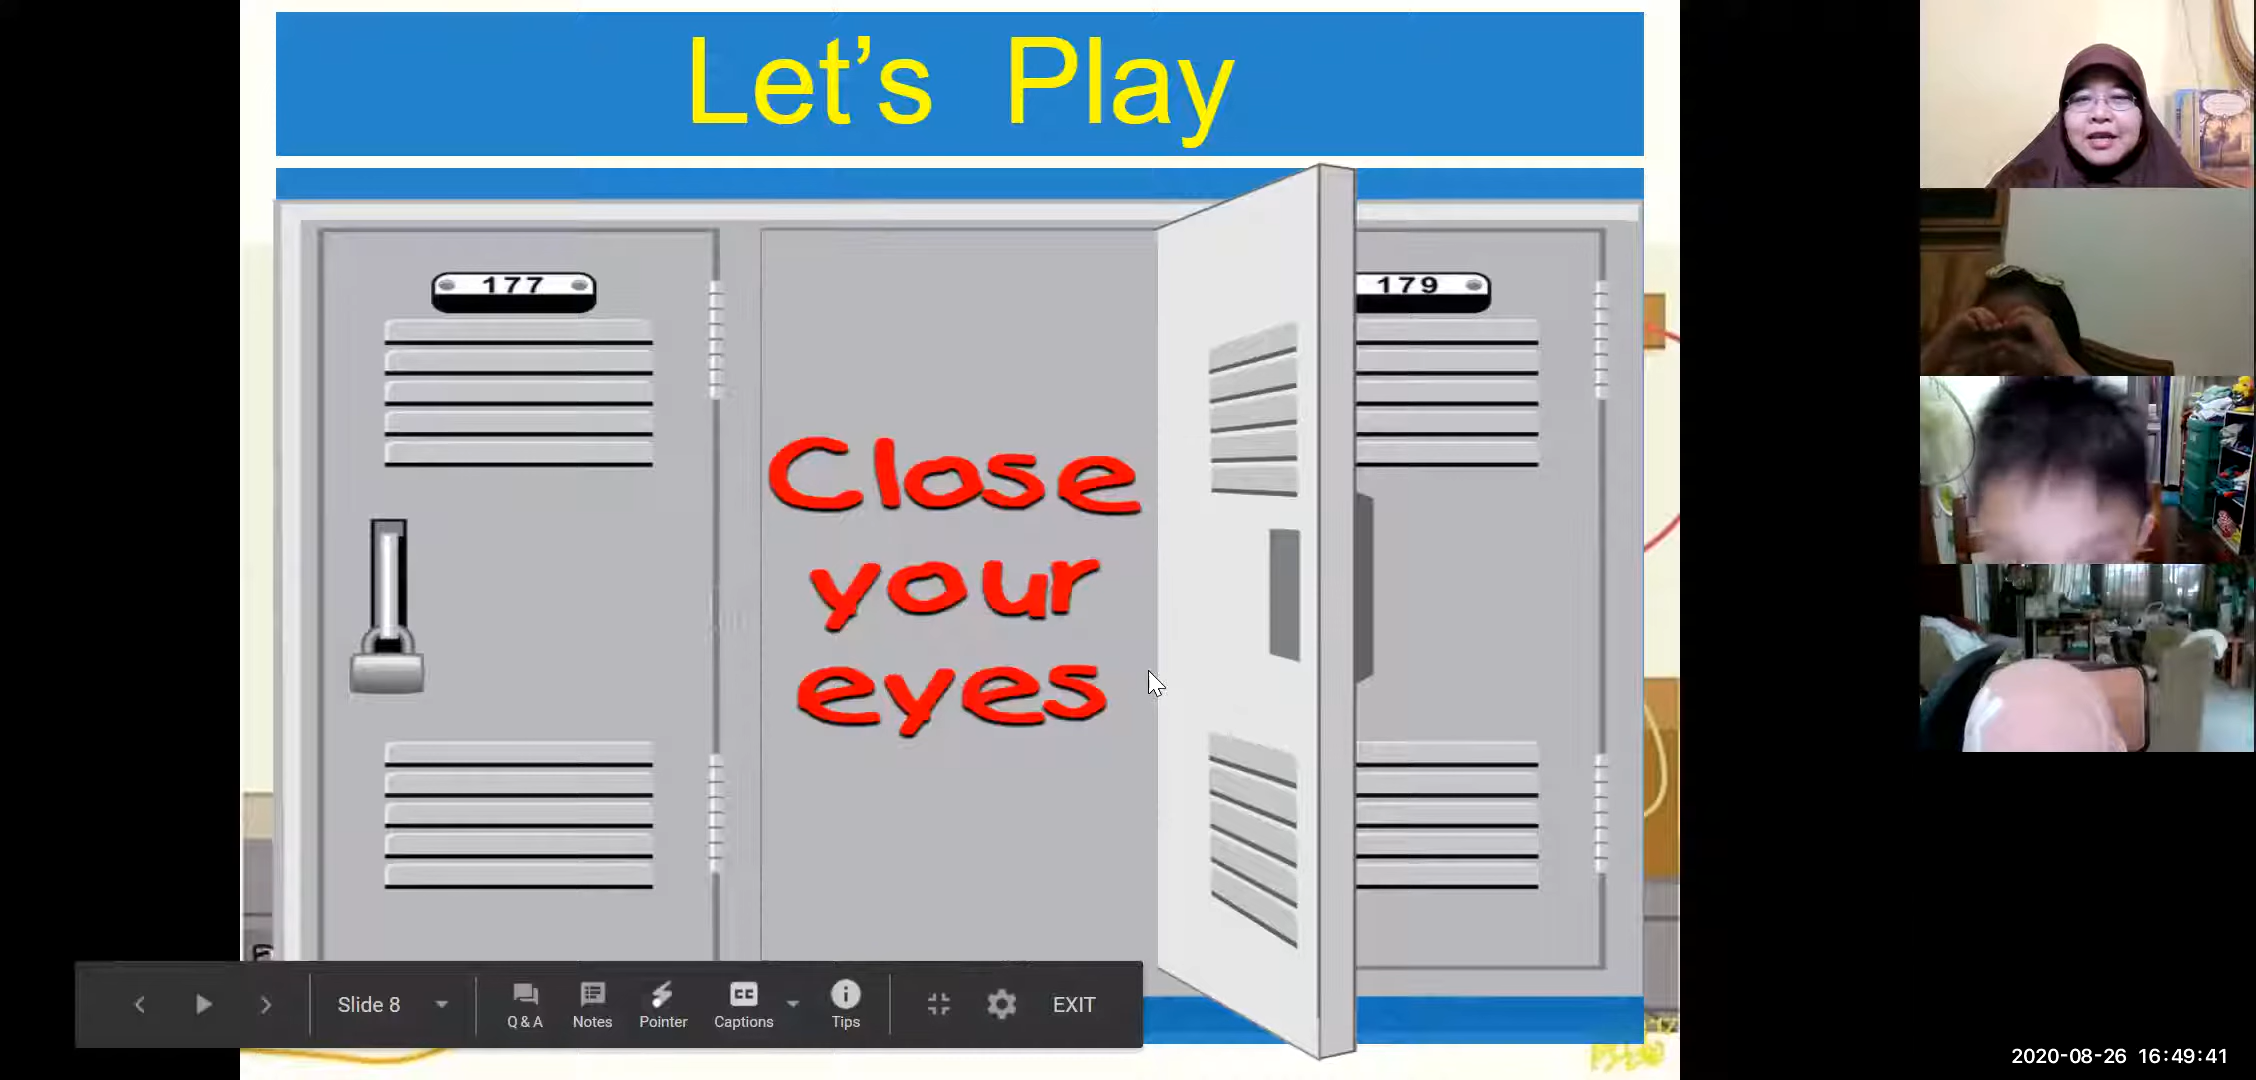 Let's Play
177
179
Close
your
eyes
Slide 8
Q & A
Notes
Pointer
CC
Captions
Tips
EXIT
2020-08-26 16:49:41